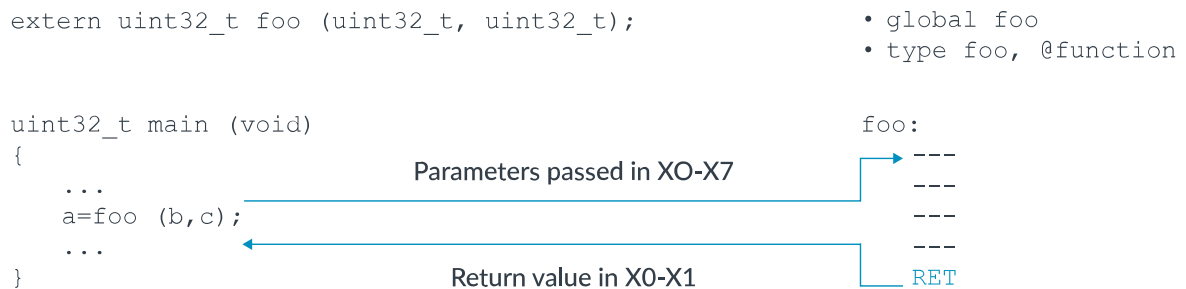 extern uint32_t foo (uint32_t, uint32_t);
• global foo
• type foo, @function
uint32_t main (void)
{
...
a=foo (b,c);
...
}
Parameters passed in XO-X7
Return value in X0-X1
foo:
---
---
---
---
RET